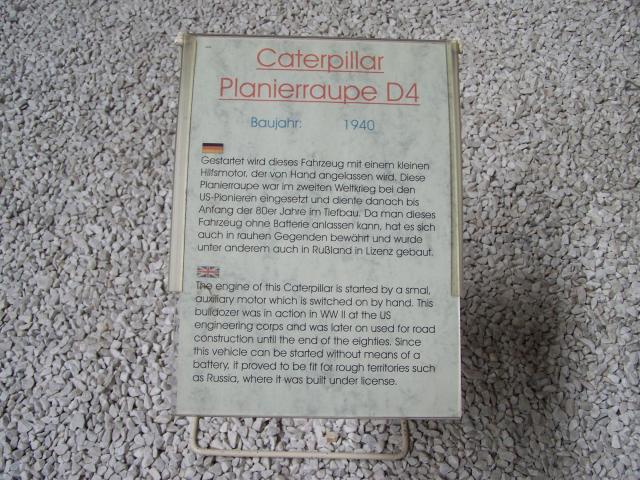 Caterpillar
Planierraupe D4
Baujahr: 1940
Gestartet wird dieses Fahrzeug mit einem kleinen
Hilfsmotor, der von Hand angelassen wird. Diese
Planierraupe war im zweiten Weltkrieg bei den
US-Pionieren eingesetzt und diente danach bis
Anfang der 80er Jahre im Tiefbau. Da man dieses
Fahrzeug ohne Batterie anlassen kann, hat es sich
auch in rauhen Gegenden bewährt und wurde
unter anderem auch in Rußland in Lizenz gebaut.
The engine of this Caterpillar is started by a smal,
auxiliary motor which is switched on by hand. This
bulldozer was in action in WW II at the US
engineering corps and was later on used for road
construction until the end of the eighties. Since
this vehicle can be started without means of a
battery, it proved to be fit for rough territories such
as Russia, where it was built under license.